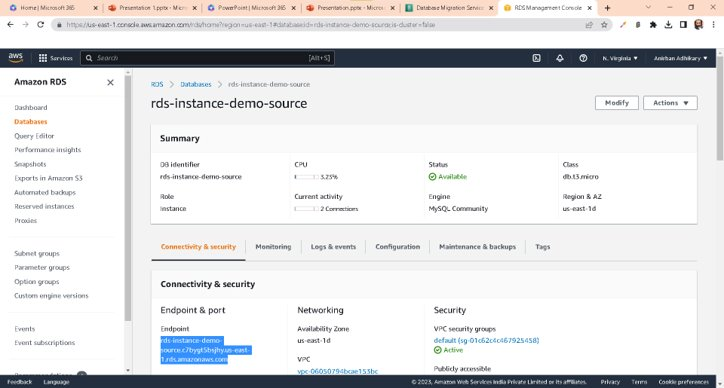 Home | Microsoft 365
Presentation 1.pptx - Microsoft
PowerPoint | Microsoft 365
Presentation.pptx - Microsoft
Database Migration Service
RDS Management Console
https://us-east-1.console.aws.amazon.com/rds/home?region=us-east-1#database:id=rds-instance-demo-source;is-cluster=false
aws
Services
Search
[Alt+S]
N. Virginia
Anirban Adhikary
Amazon RDS
Dashboard
Databases
Query Editor
Performance insights
Snapshots
Exports in Amazon S3
Automated backups
Reserved instances
Proxies
Subnet groups
Parameter groups
Option groups
Custom engine versions
Events
Event subscriptions
RDS > Databases > rds-instance-demo-source
rds-instance-demo-source
Modify
Actions
Summary
DB identifier
rds-instance-demo-source
CPU
3.23%
Status
Available
Class
db.t3.micro
Role
Instance
Current activity
2 Connections
Engine
MySQL Community
Region & AZ
us-east-1d
Connectivity & security
Monitoring
Logs & events
Configuration
Maintenance & backups
Tags
Connectivity & security
Endpoint & port
Endpoint
rds-instance-demo-
source.c7bygt5bsjhy.us-east-
1.rds.amazonaws.com
Networking
Availability Zone
us-east-1d
VPC
vpc-06050794bcae153bc
Security
VPC security groups
default (sg-01c62c4c467925458)
Active
Publicly accessible
Feedback
Language
© 2023, Amazon Web Services India Private Limited or its affiliates.
Privacy
Terms
Cookie preferences